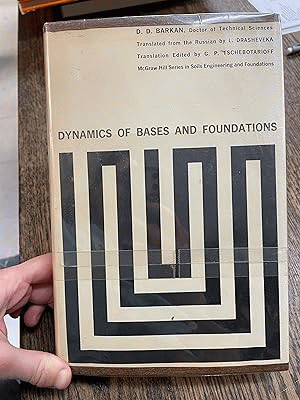 D. D. BARKAN, Doctor of Technical Sciences
Translated from the Russian by L. DRASHEVSKA
Translation Edited by G. P. TSCHEBOTARIOFF
McGraw-Hill Series in Soils Engineering and Foundations
DYNAMICS OF BASES AND FOUNDATIONS